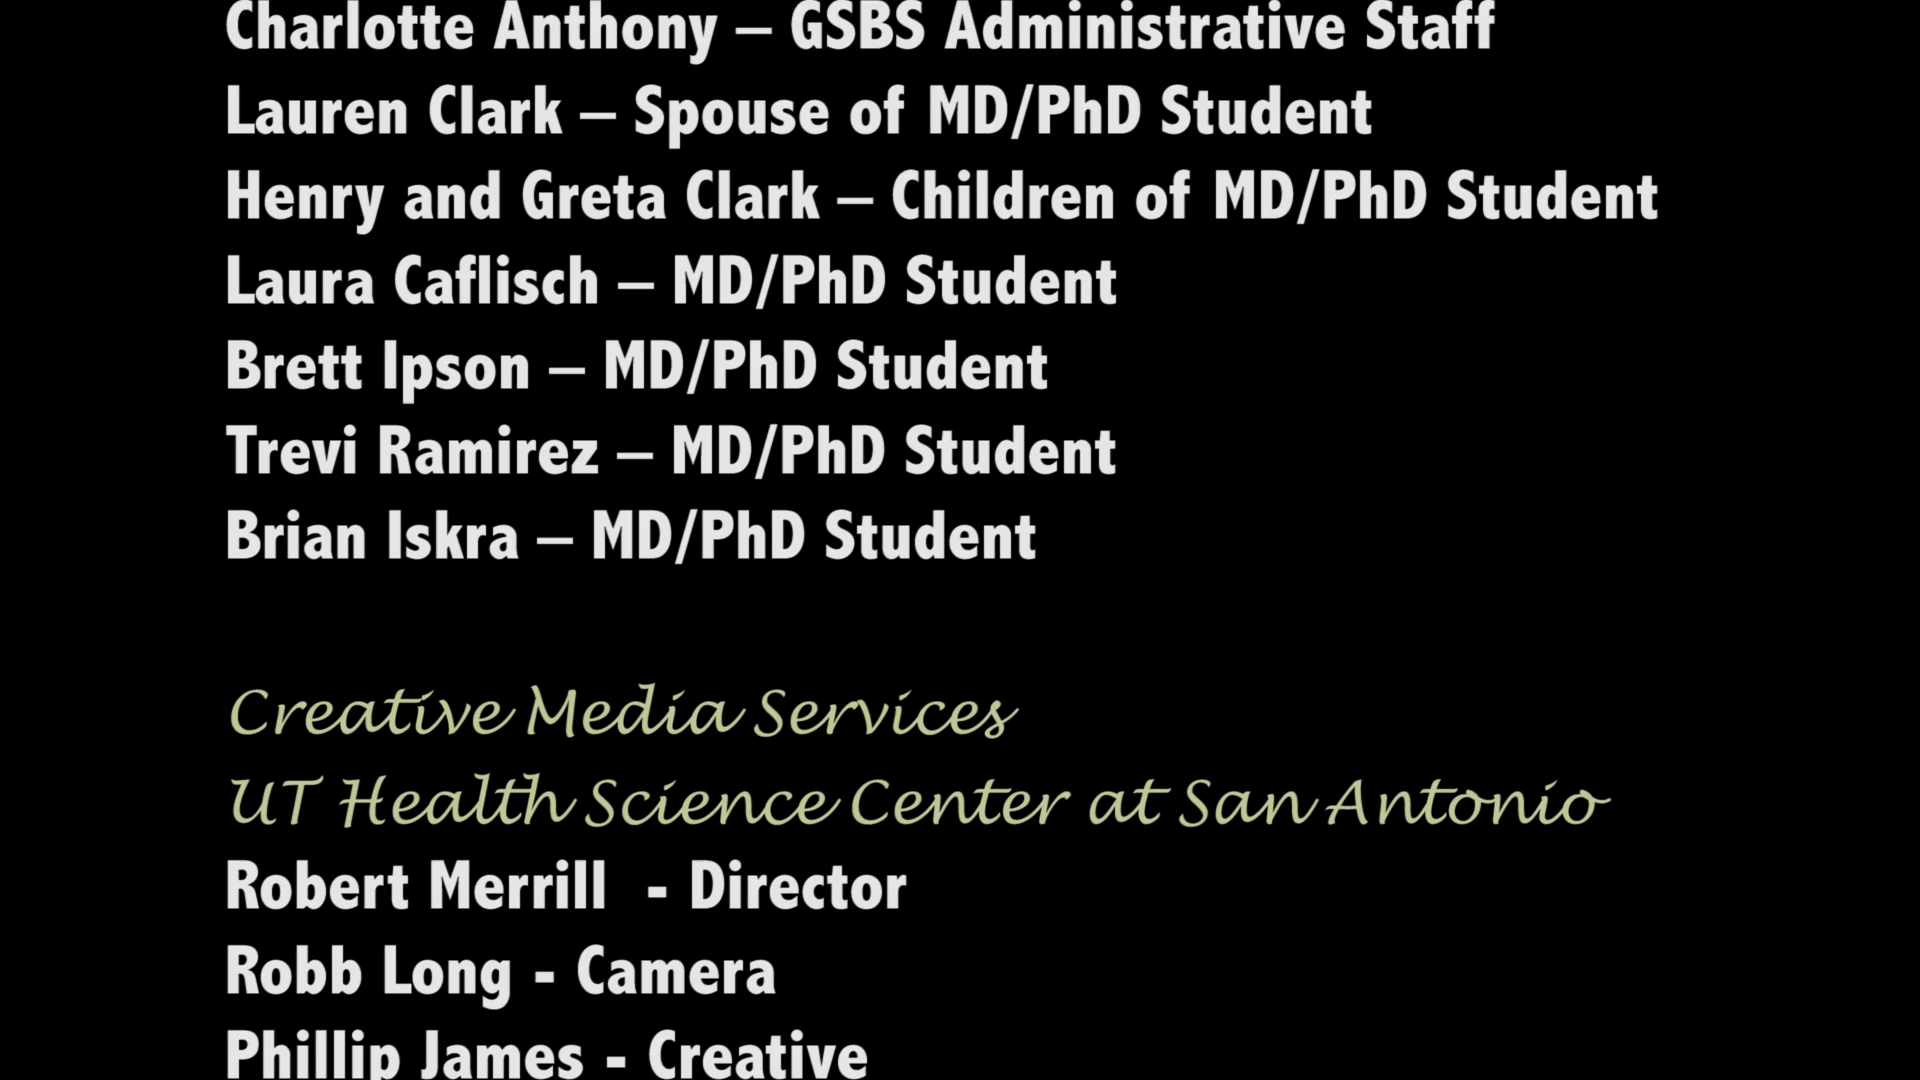 Charlotte Anthony – GSBS Administrative Staff
Lauren Clark – Spouse of MD/PhD Student
Henry and Greta Clark – Children of MD/PhD Student
Laura Caflisch – MD/PhD Student
Brett Ipson – MD/PhD Student
Trevi Ramirez – MD/PhD Student
Brian Iskra – MD/PhD Student
Creative Media Services
UT Health Science Center at San Antonio
Robert Merrill  - Director
Robb Long - Camera
Phillip James - Creative